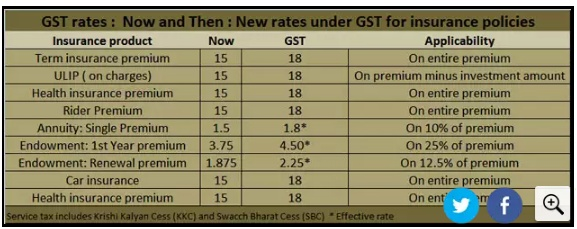 GST rates : Now and Then : New rates under GST for insurance policies
Insurance product Now GST Applicability
Term insurance premium 15 18 On entire premium
ULIP ( on charges) 15 18 On premium minus investment amount
Health insurance premium 15 18 On entire premium
Rider Premium 15 18 On entire premium
Annuity: Single Premium 1.5 1.8* On 10% of premium
Endowment: 1st Year premium 3.75 4.50* On 25% of premium
Endowment: Renewal premium 1.875 2.25* On 12.5% of premium
Car insurance 15 18 On entire premium
Health insurance premium 15 18 On
Service tax includes Krishi Kalyan Cess (KKC) and Swacch Bharat Cess (SBC) * Effective rate